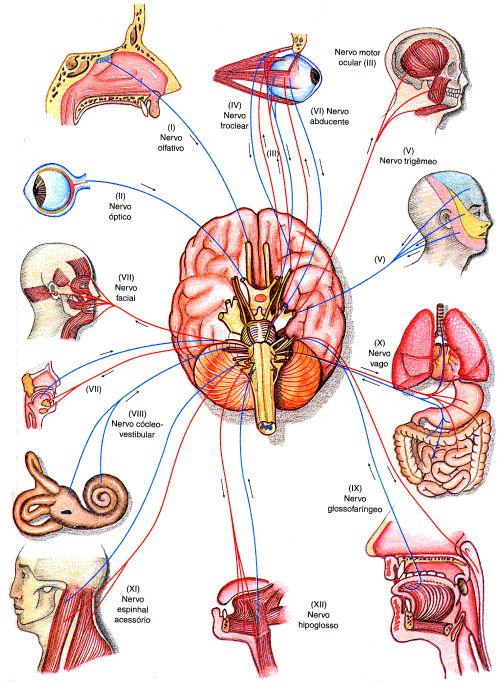 Nervo motor
ocular (III)
(IV)
Nervo
troclear
(VI) Nervo
abducente
(I)
Nervo
olfativo
(III)
(V)
Nervo trigêmeo
(II)
Nervo
óptico
(V)
(VII)
Nervo
facial
(X)
Nervo
vago
(VII)
(VIII)
Nervo cócleo-
vestibular
(IX)
Nervo
glossofaríngeo
(XI)
Nervo
espinhal
acessório
(XII)
Nervo
hipoglosso